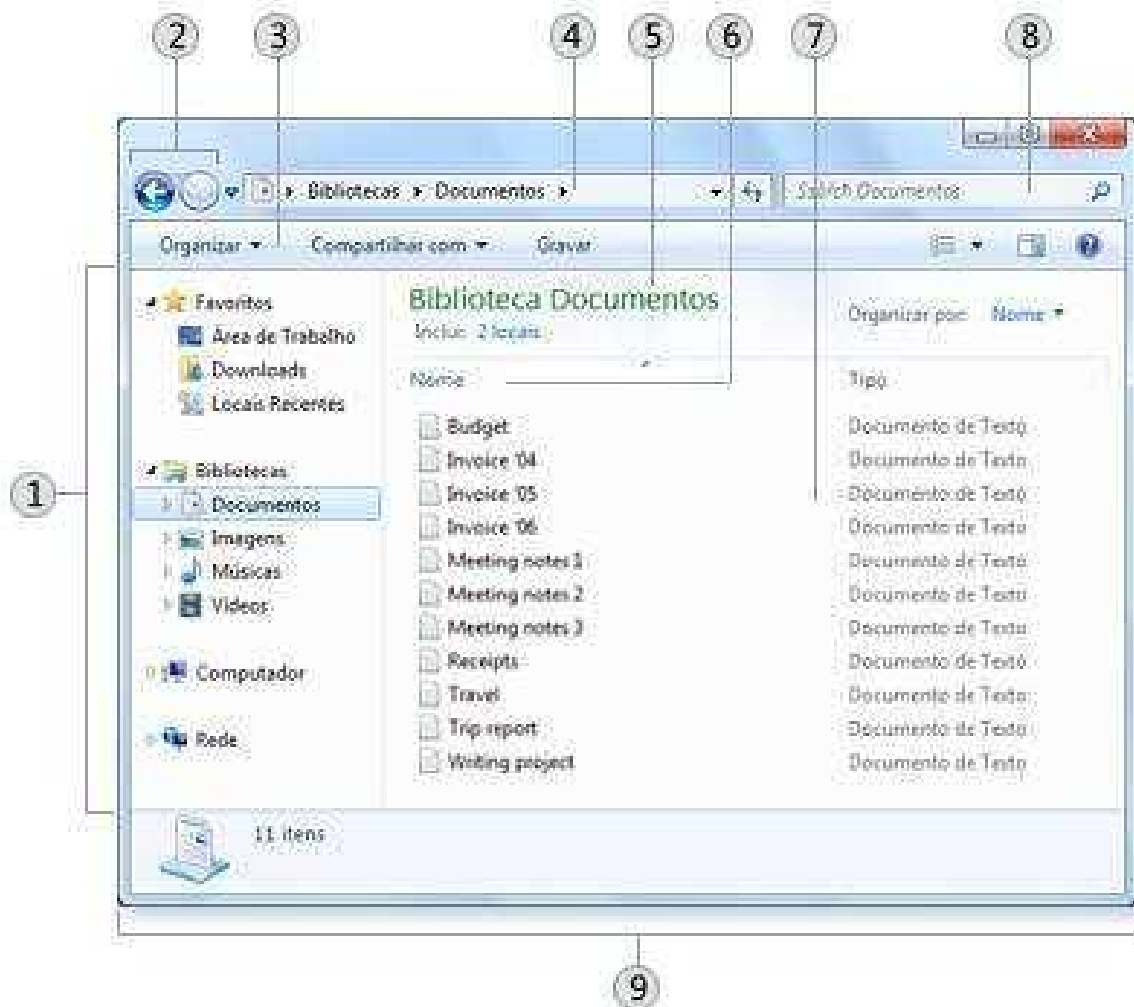 2 3 4 5 6 7 8
Bibliotecas Documentos Search Documentos
Organizar Compartilhar com Gravar
Favoritos
Área de Trabalho
Downloads
Locais Recentes
Bibliotecas
Documentos
Imagens
Músicas
Vídeos
Computador
Rede
1
Biblioteca Documentos
Inclui: 2 locais
Organizar por: Nome
Nome Tipo
Budget Documento de Texto
Invoice '04 Documento de Texto
Invoice '05 Documento de Texto
Invoice '06 Documento de Texto
Meeting notes 1 Documento de Texto
Meeting notes 2 Documento de Texto
Meeting notes 3 Documento de Texto
Receipts Documento de Texto
Travel Documento de Texto
Trip report Documento de Texto
Writing project Documento de Texto
11 itens
9